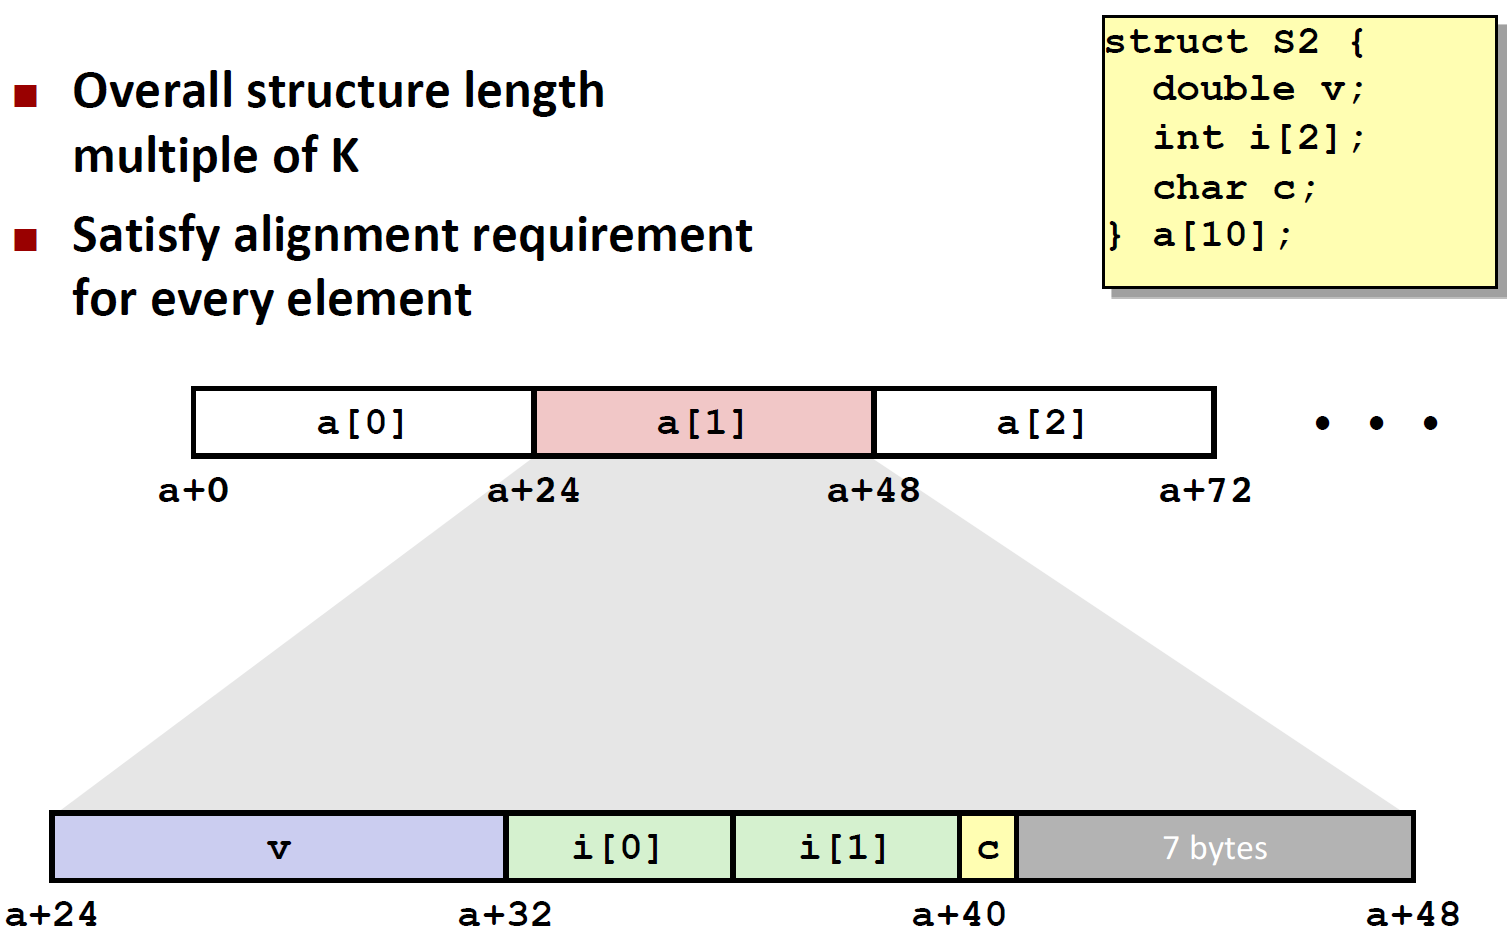 Overall structure length
multiple of K
Satisfy alignment requirement
for every element
struct S2 {
  double v;
  int i[2];
  char c;
} a[10];
a[0] a[1] a[2] • • •
a+0 a+24 a+48 a+72
v i[0] i[1] c 7 bytes
a+24 a+32 a+40 a+48